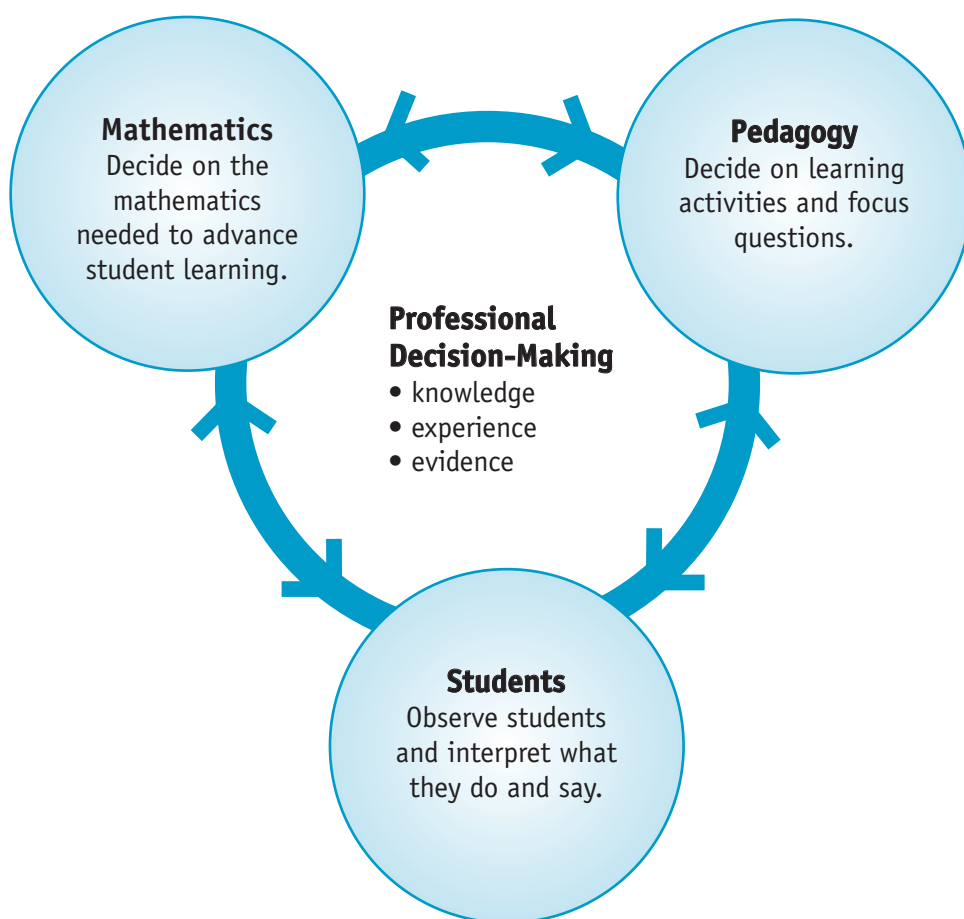 Mathematics
Decide on the
mathematics
needed to advance
student learning.
Pedagogy
Decide on learning
activities and focus
questions.
Professional
Decision-Making
• knowledge
• experience
• evidence
Students
Observe students
and interpret what
they do and say.